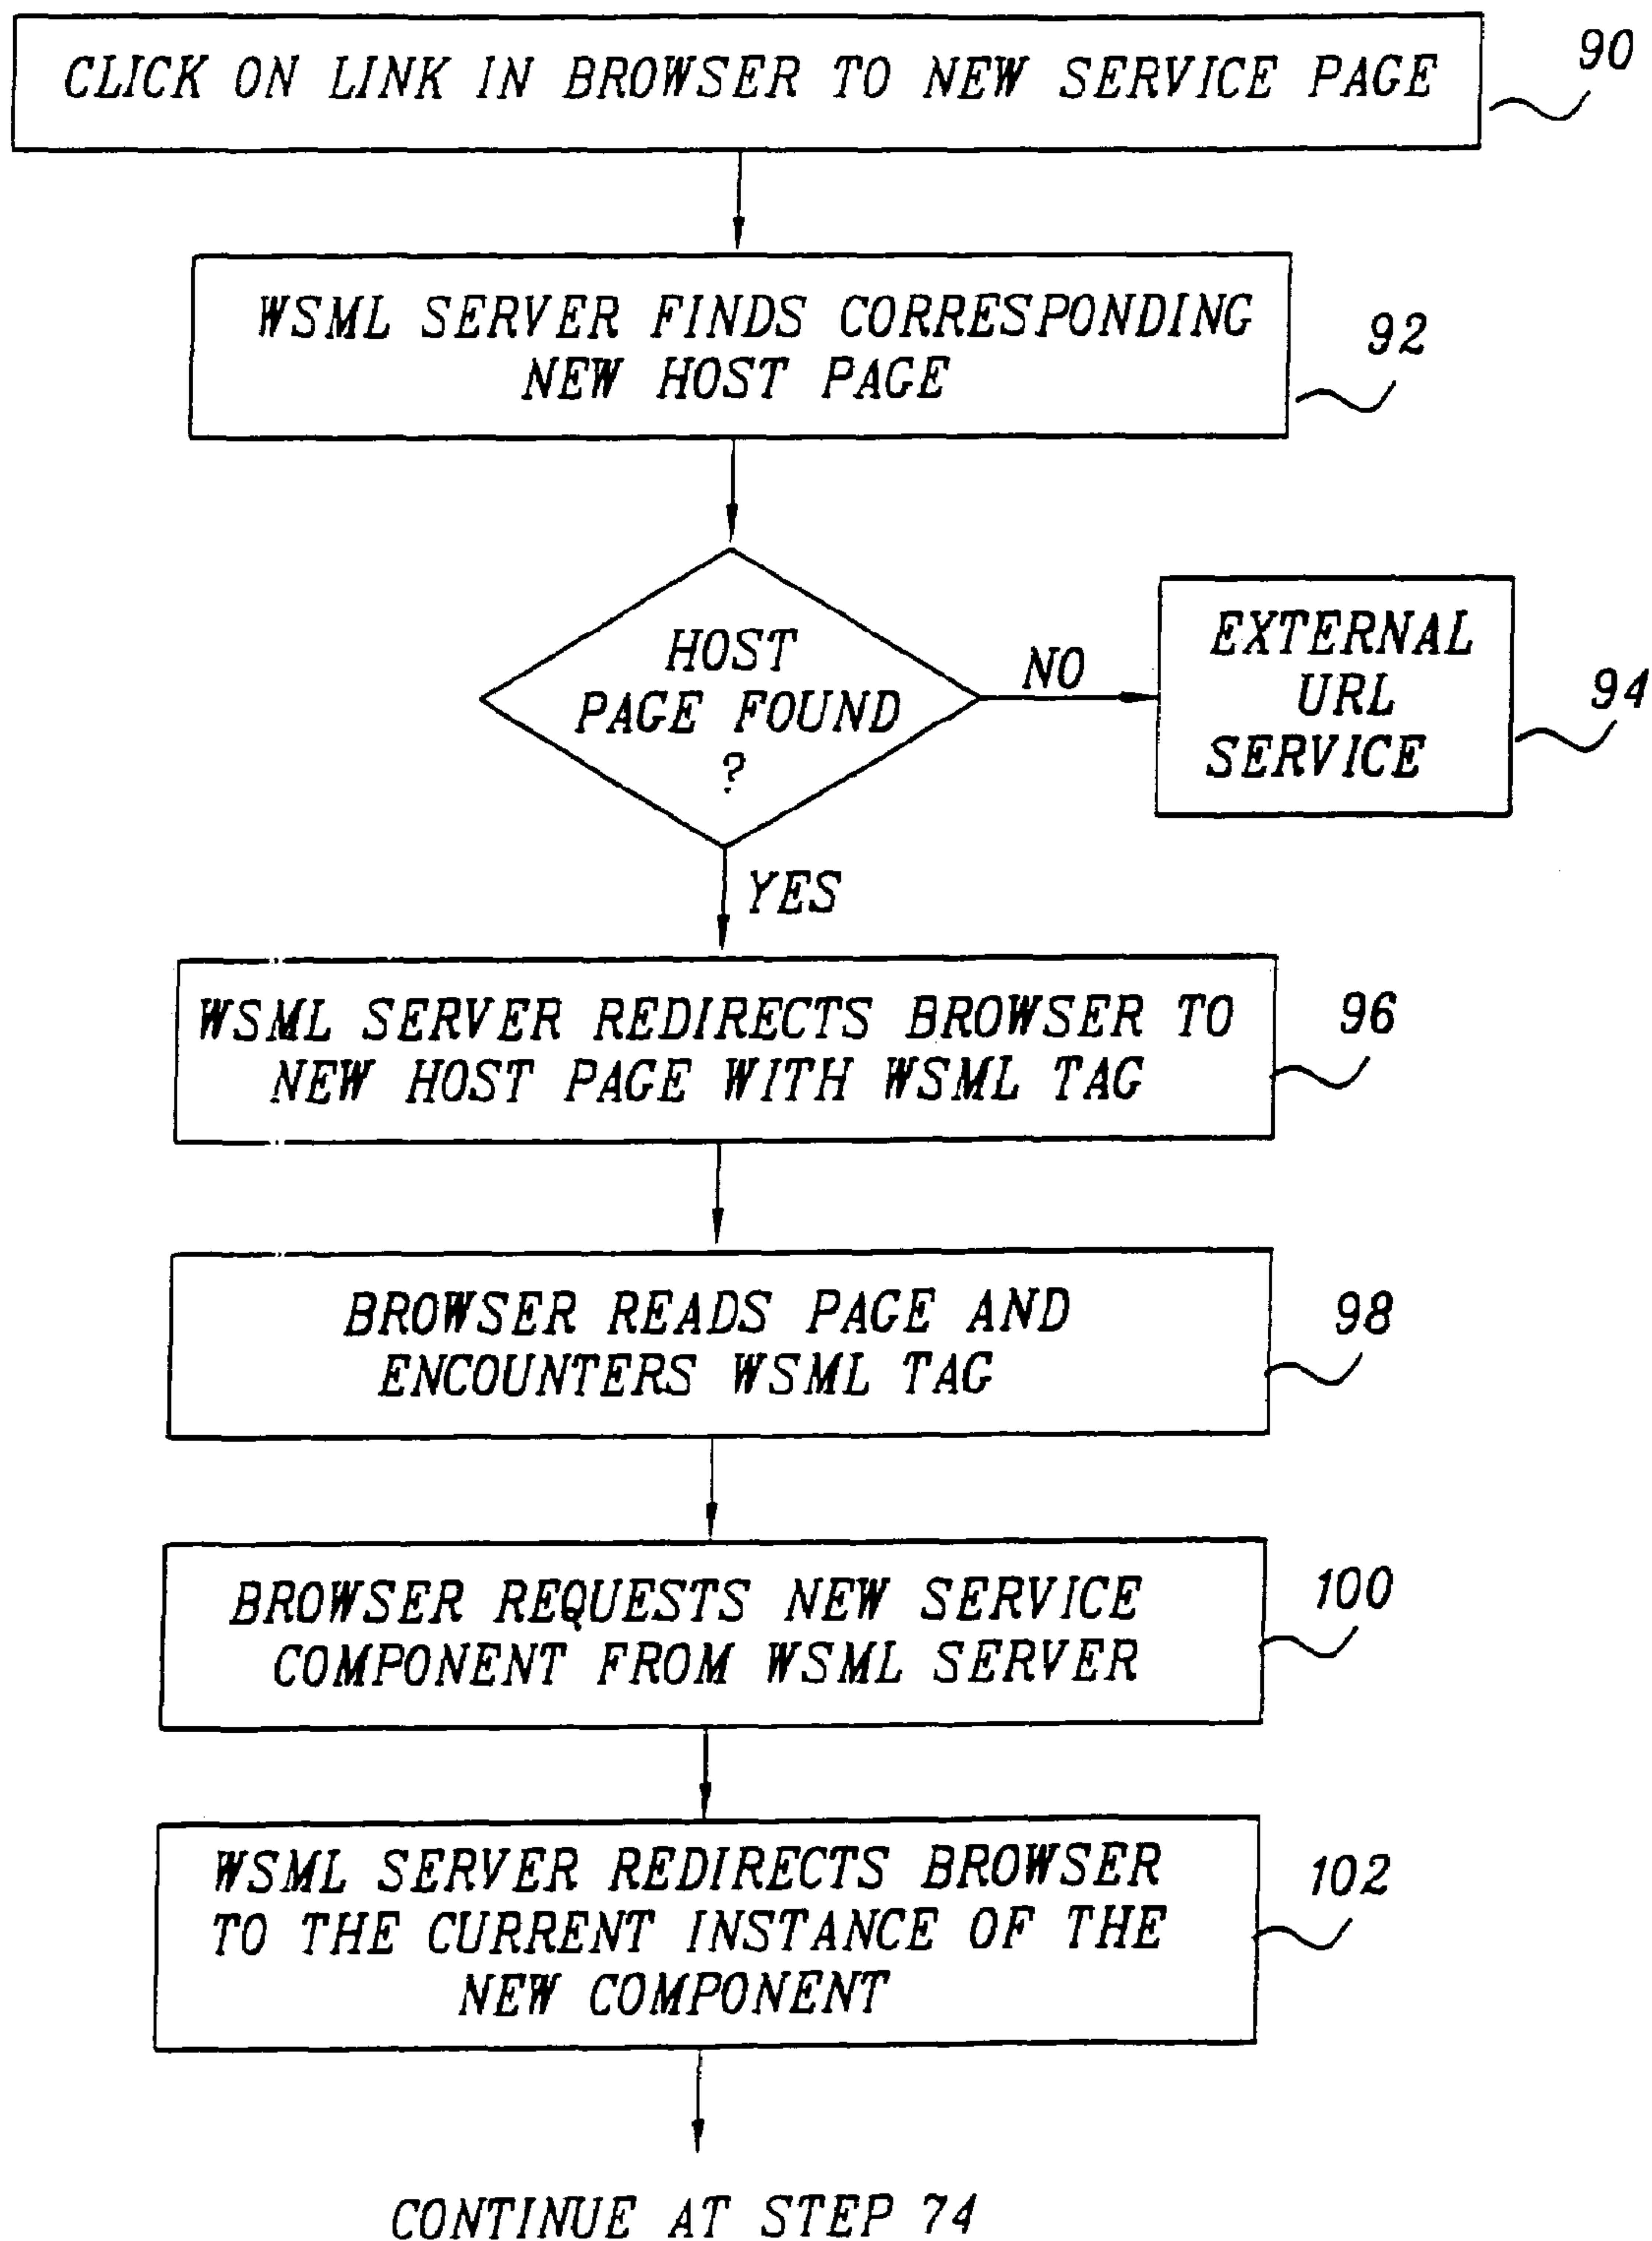 CLICK ON LINK IN BROWSER TO NEW SERVICE PAGE
90
WSML SERVER FINDS CORRESPONDING
NEW HOST PAGE
92
HOST
PAGE FOUND
?
NO
EXTERNAL
URL
SERVICE
94
YES
WSML SERVER REDIRECTS BROWSER TO
NEW HOST PAGE WITH WSML TAG
96
BROWSER READS PAGE AND
ENCOUNTERS WSML TAG
98
BROWSER REQUESTS NEW SERVICE
COMPONENT FROM WSML SERVER
100
WSML SERVER REDIRECTS BROWSER
TO THE CURRENT INSTANCE OF THE
NEW COMPONENT
102
CONTINUE AT STEP 74